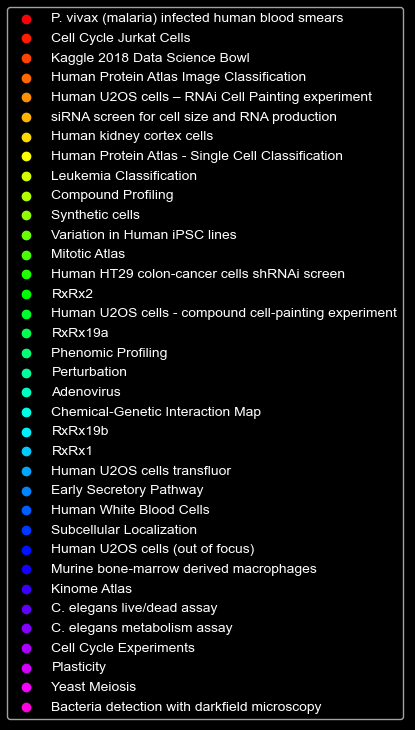 P. vivax (malaria) infected human blood smears
Cell Cycle Jurkat Cells
Kaggle 2018 Data Science Bowl
Human Protein Atlas Image Classification
Human U2OS cells – RNAi Cell Painting experiment
siRNA screen for cell size and RNA production
Human kidney cortex cells
Human Protein Atlas - Single Cell Classification
Leukemia Classification
Compound Profiling
Synthetic cells
Variation in Human iPSC lines
Mitotic Atlas
Human HT29 colon-cancer cells shRNAi screen
RxRx2
Human U2OS cells - compound cell-painting experiment
RxRx19a
Phenomic Profiling
Perturbation
Adenovirus
Chemical-Genetic Interaction Map
RxRx19b
RxRx1
Human U2OS cells transfluor
Early Secretory Pathway
Human White Blood Cells
Subcellular Localization
Human U2OS cells (out of focus)
Murine bone-marrow derived macrophages
Kinome Atlas
C. elegans live/dead assay
C. elegans metabolism assay
Cell Cycle Experiments
Plasticity
Yeast Meiosis
Bacteria detection with darkfield microscopy